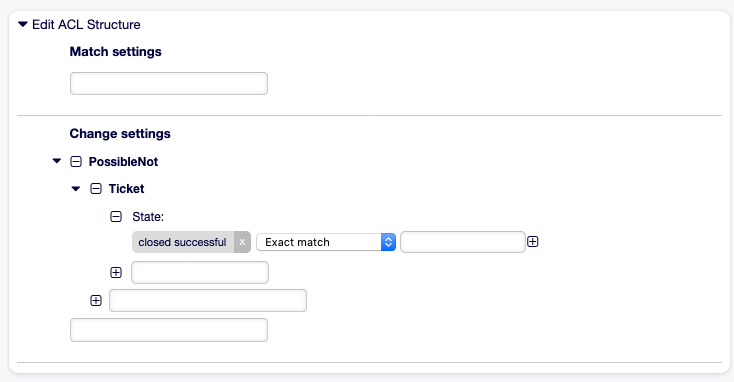 Edit ACL Structure
Match settings
Change settings
PossibleNot
Ticket
State:
closed successful x Exact match